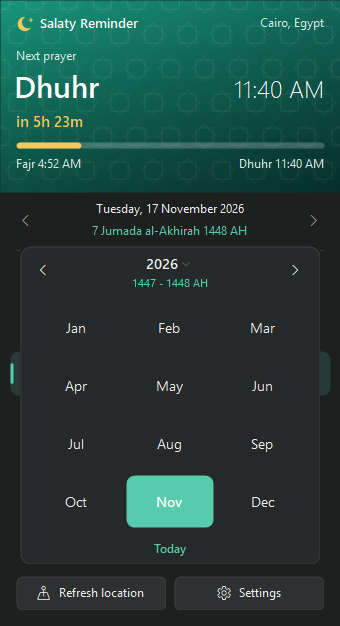 Salaty Reminder
Cairo, Egypt
Next prayer
Dhuhr
11:40 AM
in 5h 23m
Fajr 4:52 AM
Dhuhr 11:40 AM
Tuesday, 17 November 2026
7 Jumada al-Akhirah 1448 AH
2026
1447 - 1448 AH
Jan Feb Mar
Apr May Jun
Jul Aug Sep
Oct Nov Dec
Today
Refresh location
Settings